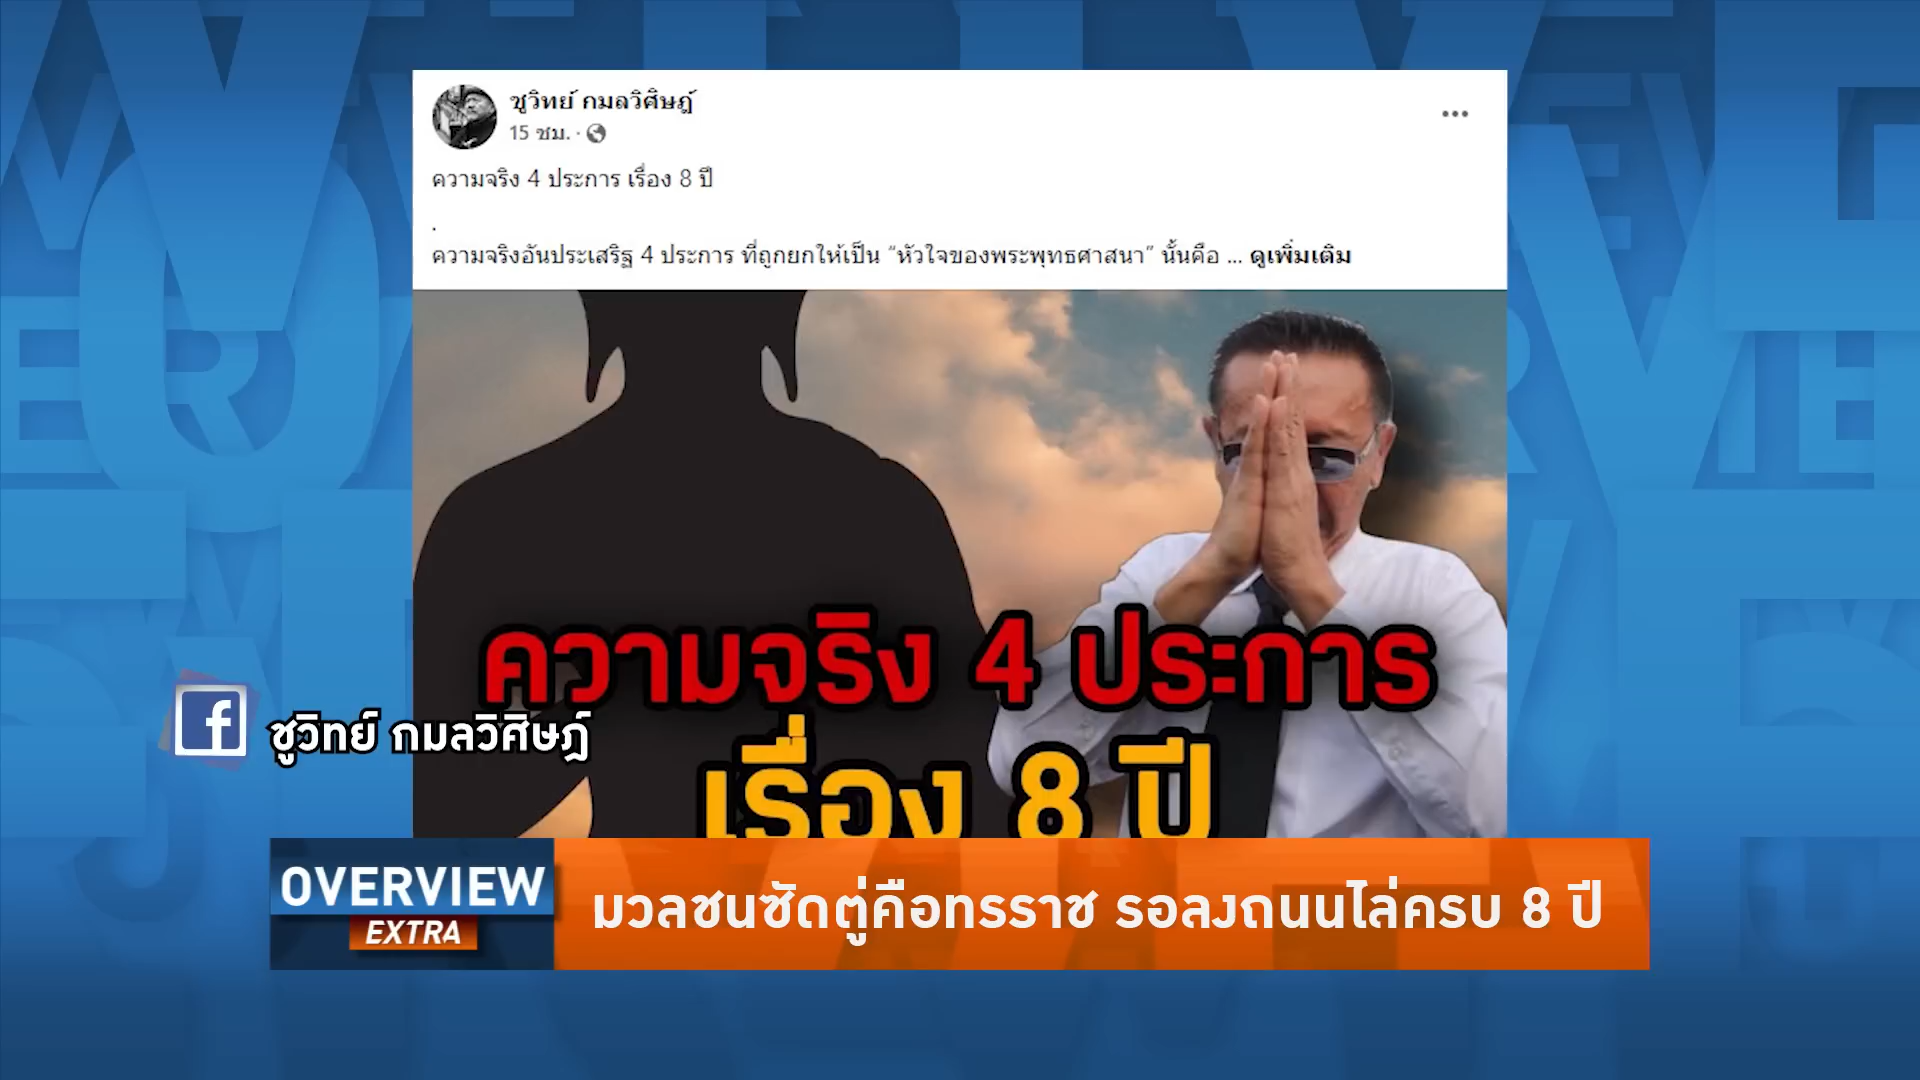 ชูวิทย์ กมลวิศิษฎ์
15 ชม. ·
ความจริง 4 ประการ เรื่อง 8 ปี
.
ความจริงอันประเสริฐ 4 ประการ ที่ถูกยกให้เป็น “หัวใจของพระพุทธศาสนา” นั้นคือ ... ดูเพิ่มเติม
ความจริง 4 ประการ
เรื่อง 8 ปี
f ชูวิทย์ กมลวิศิษฎ์
OVERVIEW
EXTRA
มวลชนซัดตู่คือทรราช รอลงถนนไล่ครบ 8 ปี